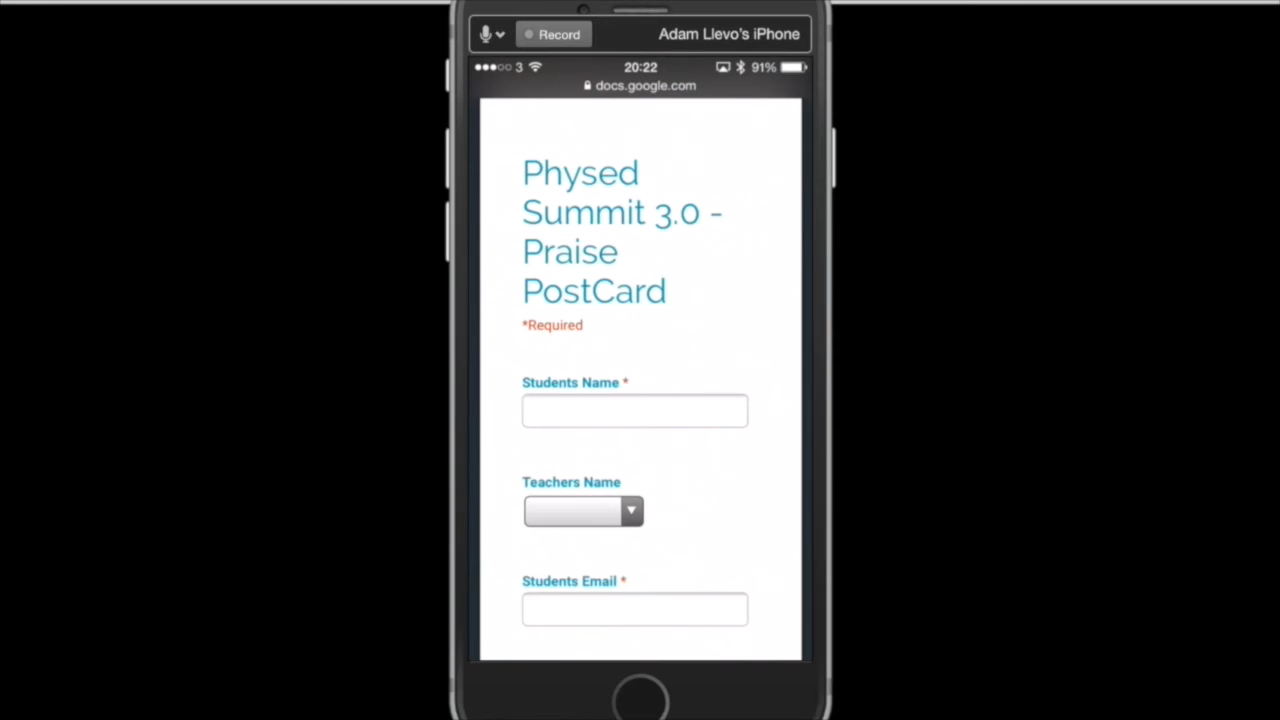 Record
Adam Llevo's iPhone
3
20:22
91%
docs.google.com
Physed
Summit 3.0 -
Praise
PostCard
*Required
Students Name *
Teachers Name
Students Email *